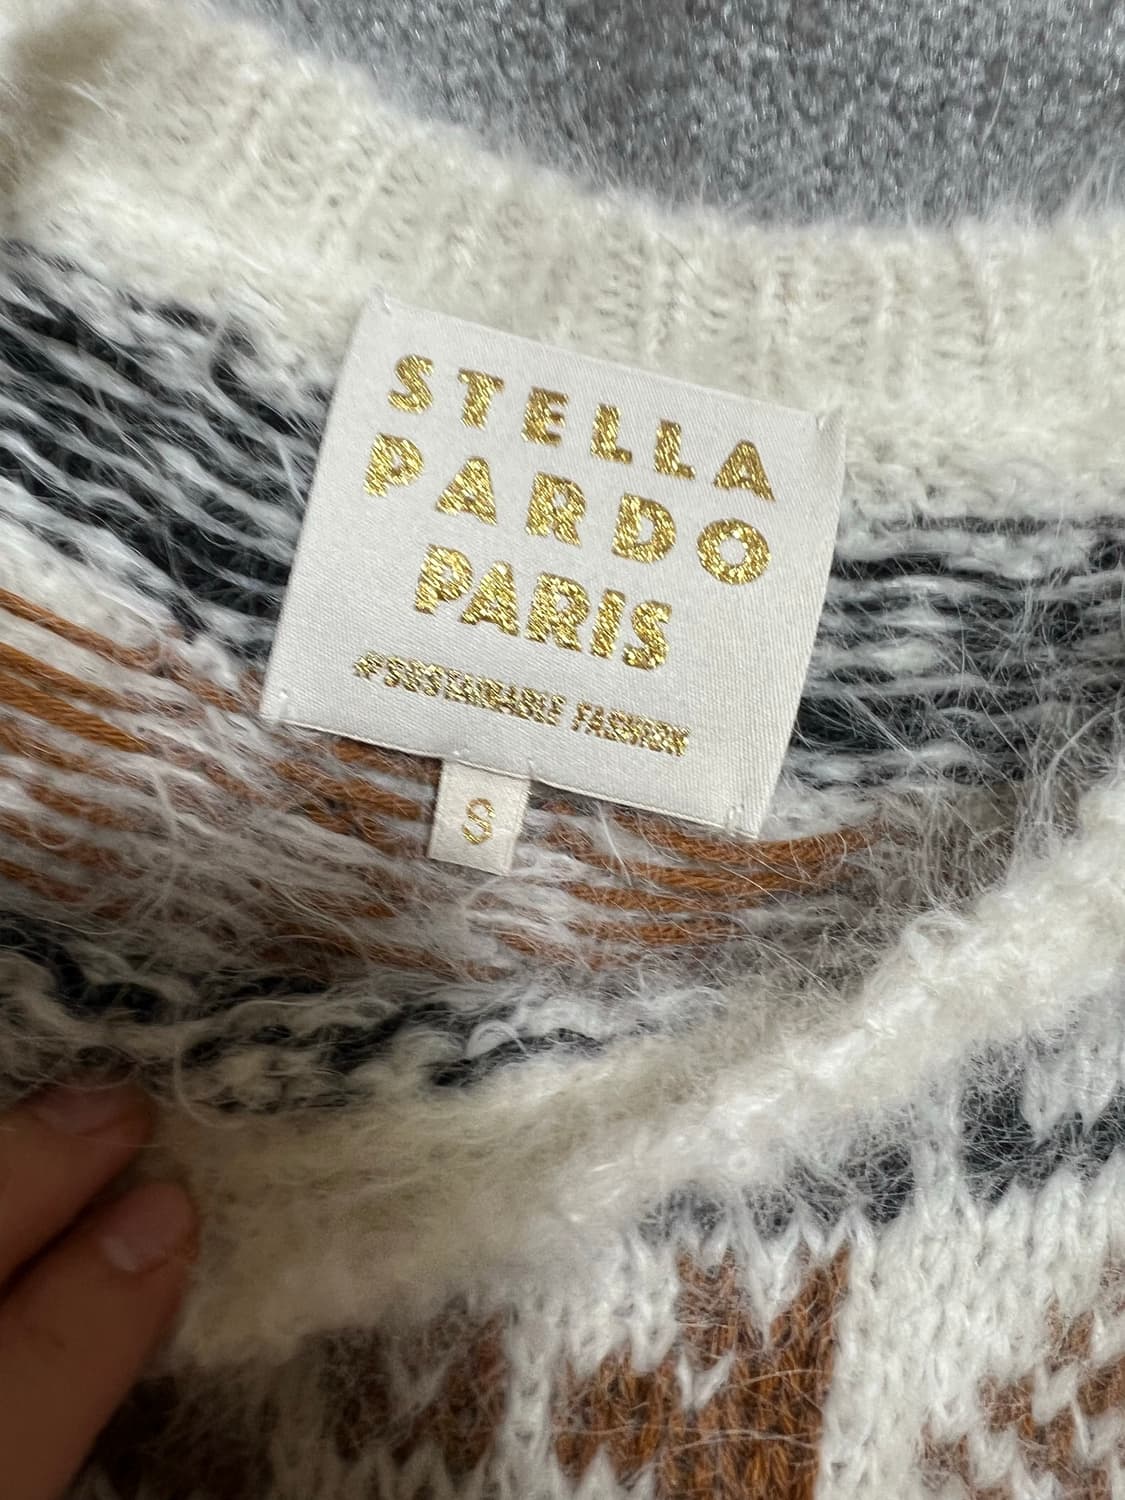 STELLA
PARDO
PARIS
#SUSTAINABLE FASHION
S